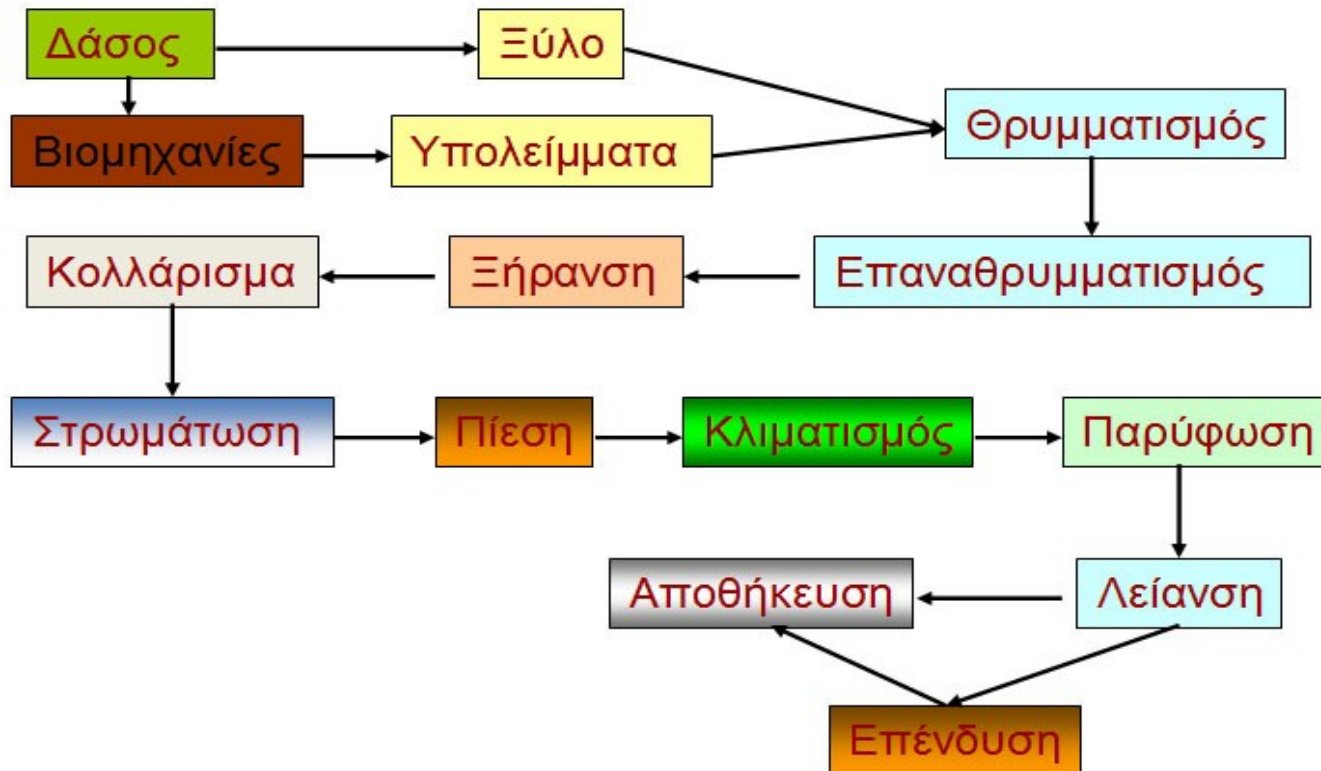 Δάσος
Ξύλο
Βιομηχανίες
Υπολείμματα
Θρυμματισμός
Κολλάρισμα
Ξήρανση
Επαναθρυμματισμός
Στρωμάτωση
Πίεση
Κλιματισμός
Παρύφωση
Αποθήκευση
Λείανση
Επένδυση